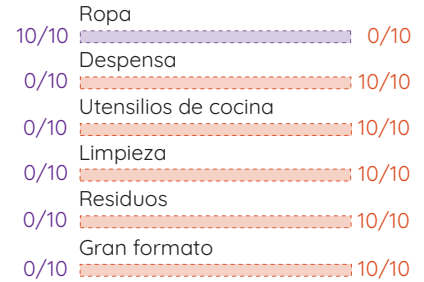 Ropa
10/10 0/10
Despensa
0/10 10/10
Utensilios de cocina
0/10 10/10
Limpieza
0/10 10/10
Residuos
0/10 10/10
Gran formato
0/10 10/10